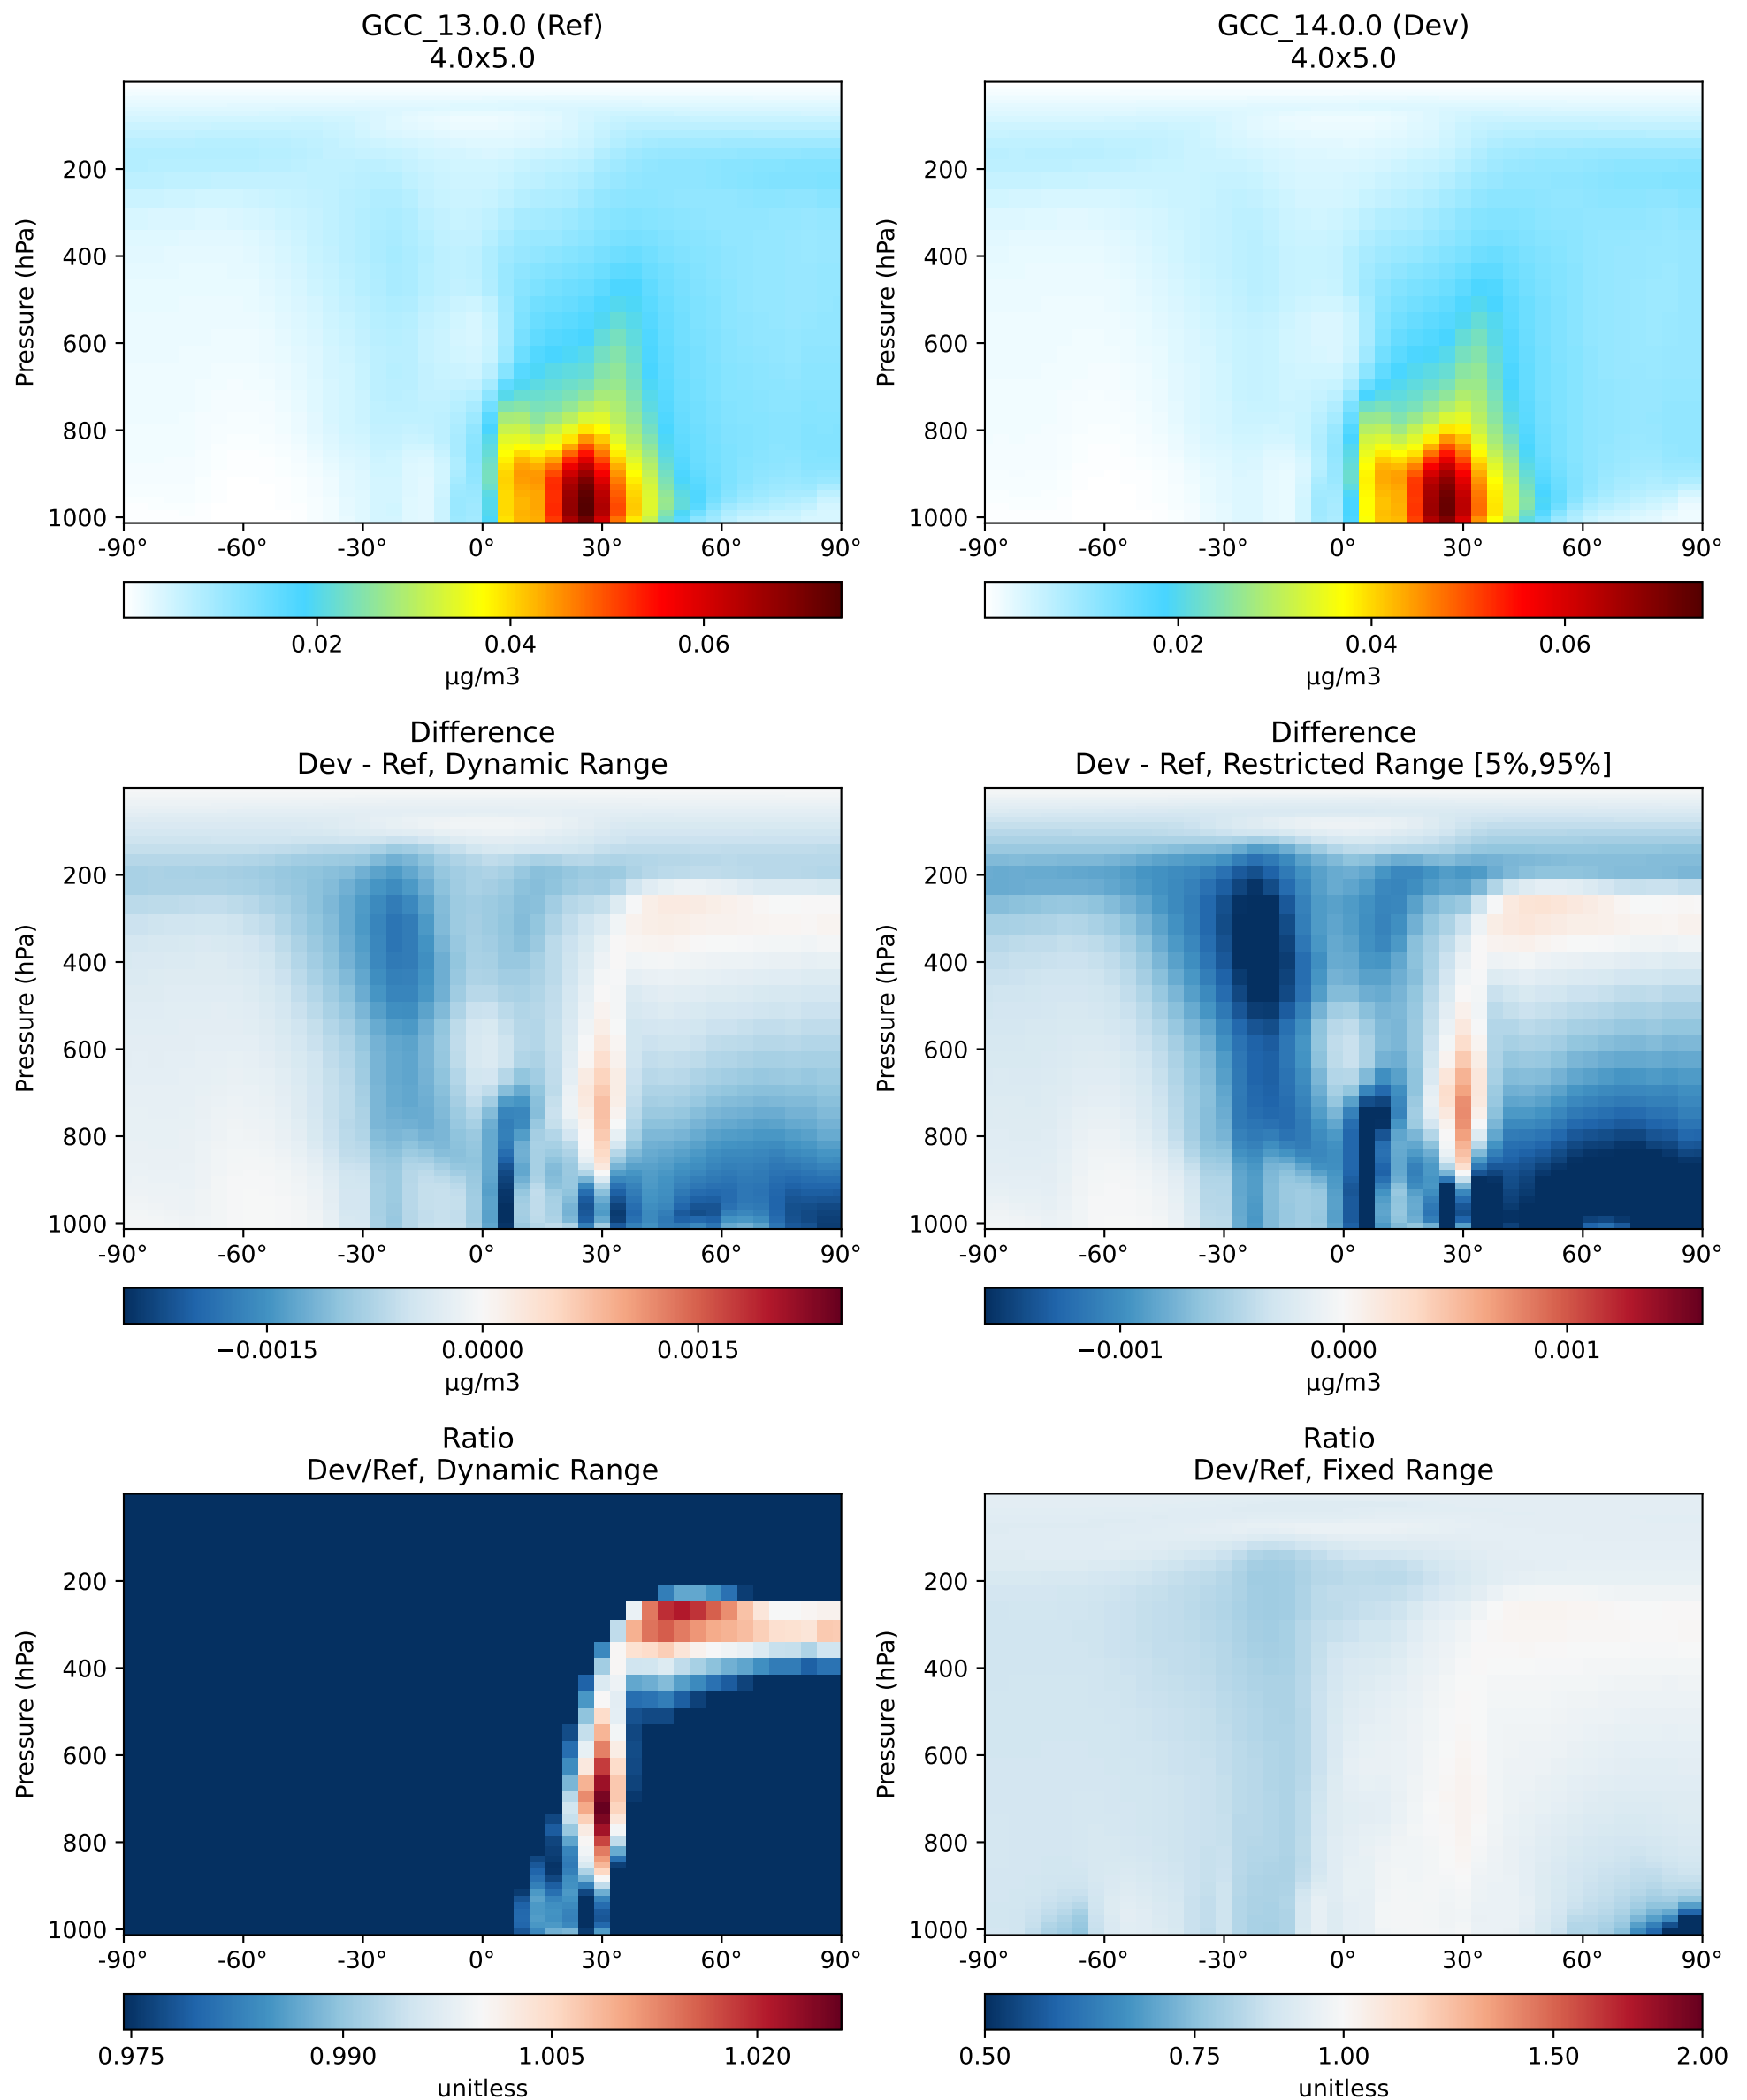 GCC_13.0.0 (Ref)
4.0x5.0
GCC_14.0.0 (Dev)
4.0x5.0
Pressure (hPa)
200
400
600
800
1000
-90° -60° -30° 0° 30° 60° 90°
Pressure (hPa)
200
400
600
800
1000
-90° -60° -30° 0° 30° 60° 90°
0.02 0.04 0.06
µg/m3
0.02 0.04 0.06
µg/m3
Difference
Dev - Ref, Dynamic Range
Difference
Dev - Ref, Restricted Range [5%,95%]
Pressure (hPa)
200
400
600
800
1000
-90° -60° -30° 0° 30° 60° 90°
Pressure (hPa)
200
400
600
800
1000
-90° -60° -30° 0° 30° 60° 90°
−0.0015 0.0000 0.0015
µg/m3
−0.001 0.000 0.001
µg/m3
Ratio
Dev/Ref, Dynamic Range
Ratio
Dev/Ref, Fixed Range
Pressure (hPa)
200
400
600
800
1000
-90° -60° -30° 0° 30° 60° 90°
Pressure (hPa)
200
400
600
800
1000
-90° -60° -30° 0° 30° 60° 90°
0.975 0.990 1.005 1.020
unitless
0.50 0.75 1.00 1.50 2.00
unitless